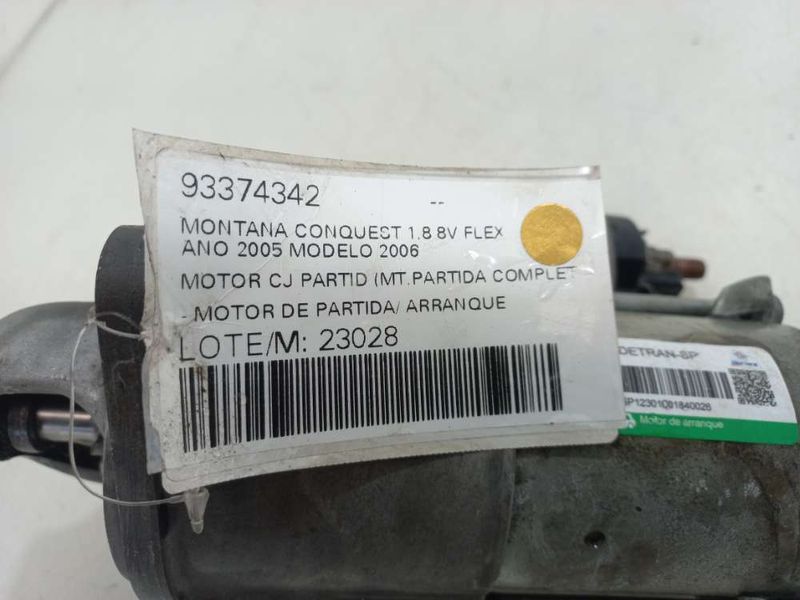 93374342 --
MONTANA CONQUEST 1.8 8V FLEX
ANO 2005 MODELO 2006
MOTOR CJ PARTID (MT.PARTIDA COMPLET
- MOTOR DE PARTIDA/ ARRANQUE
LOTE/M: 23028
DETRAN-SP
Motor de arranque